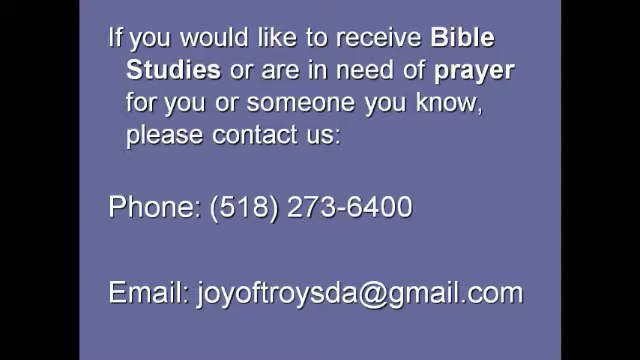 If you would like to receive Bible
Studies or are in need of prayer
for you or someone you know,
please contact us:
Phone: (518) 273-6400
Email: joyoftroysda@gmail.com